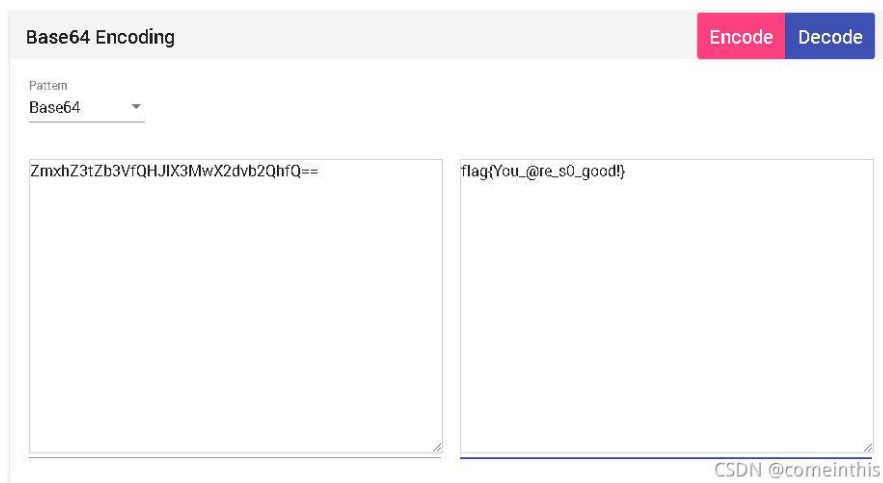 Base64 Encoding
Encode
Decode
Pattern
Base64
ZmxhZ3tZb3VfQHJlX3MwX2dvb2QhfQ==
flag{You_@re_s0_good!}
CSDN @comeinthis